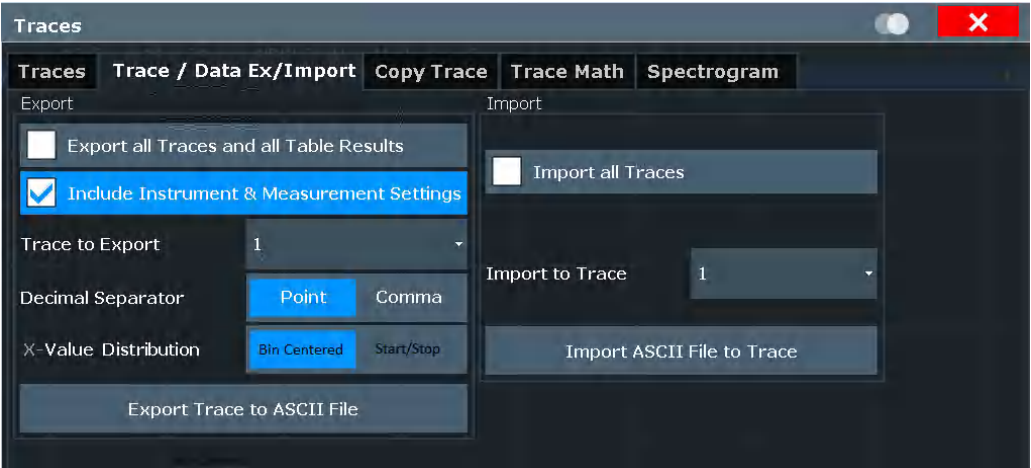 Traces
Traces Trace / Data Ex/Import Copy Trace Trace Math Spectrogram
Export
Import
Export all Traces and all Table Results
Import all Traces
Include Instrument & Measurement Settings
Trace to Export 1
Import to Trace 1
Decimal Separator Point Comma
X-Value Distribution Bin Centered Start/Stop
Import ASCII File to Trace
Export Trace to ASCII File